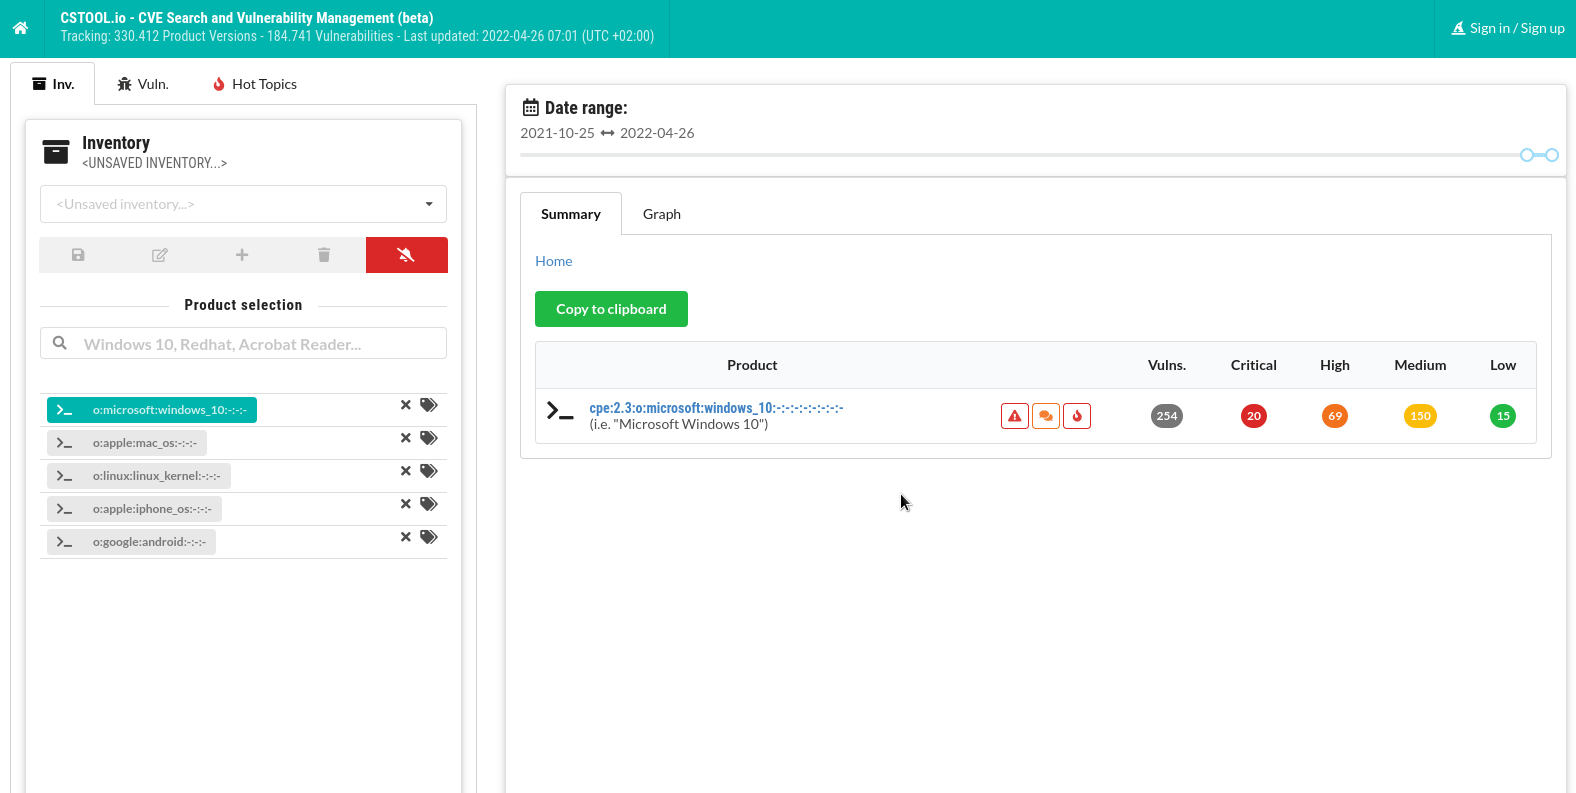 CSTOOL.io - CVE Search and Vulnerability Management (beta)
Tracking: 330.412 Product Versions - 184.741 Vulnerabilities - Last updated: 2022-04-26 07:01 (UTC +02:00)
Sign in / Sign up
Inv.
Vuln.
Hot Topics
Inventory
<UNSAVED INVENTORY...>
<Unsaved inventory...>
Product selection
Windows 10, Redhat, Acrobat Reader...
o:microsoft:windows_10:-:-:-
o:apple:mac_os:-:-:-
o:linux:linux_kernel:-:-:-
o:apple:iphone_os:-:-:-
o:google:android:-:-:-
Date range:
2021-10-25 ↔ 2022-04-26
Summary
Graph
Home
Copy to clipboard
Product Vulns. Critical High Medium Low
cpe:2.3:o:microsoft:windows_10:-:-:-:-:-:-:-:-
(i.e. "Microsoft Windows 10")
254 20 69 150 15